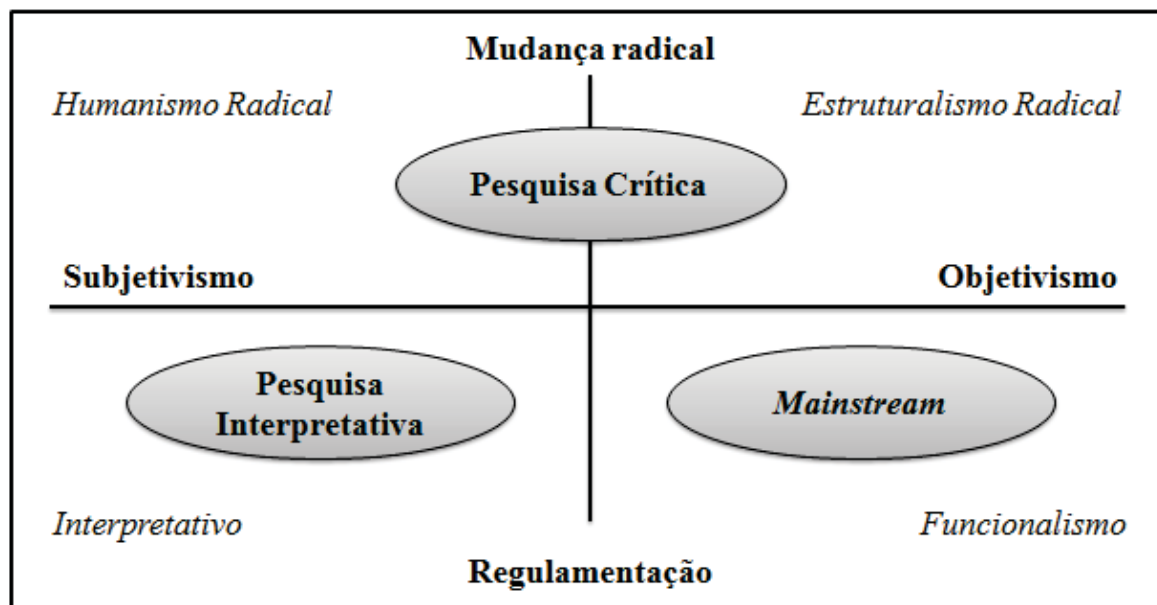 Mudança radical
Humanismo Radical
Estruturalismo Radical
Pesquisa Crítica
Subjetivismo
Objetivismo
Pesquisa
Interpretativa
Mainstream
Interpretativo
Funcionalismo
Regulamentação